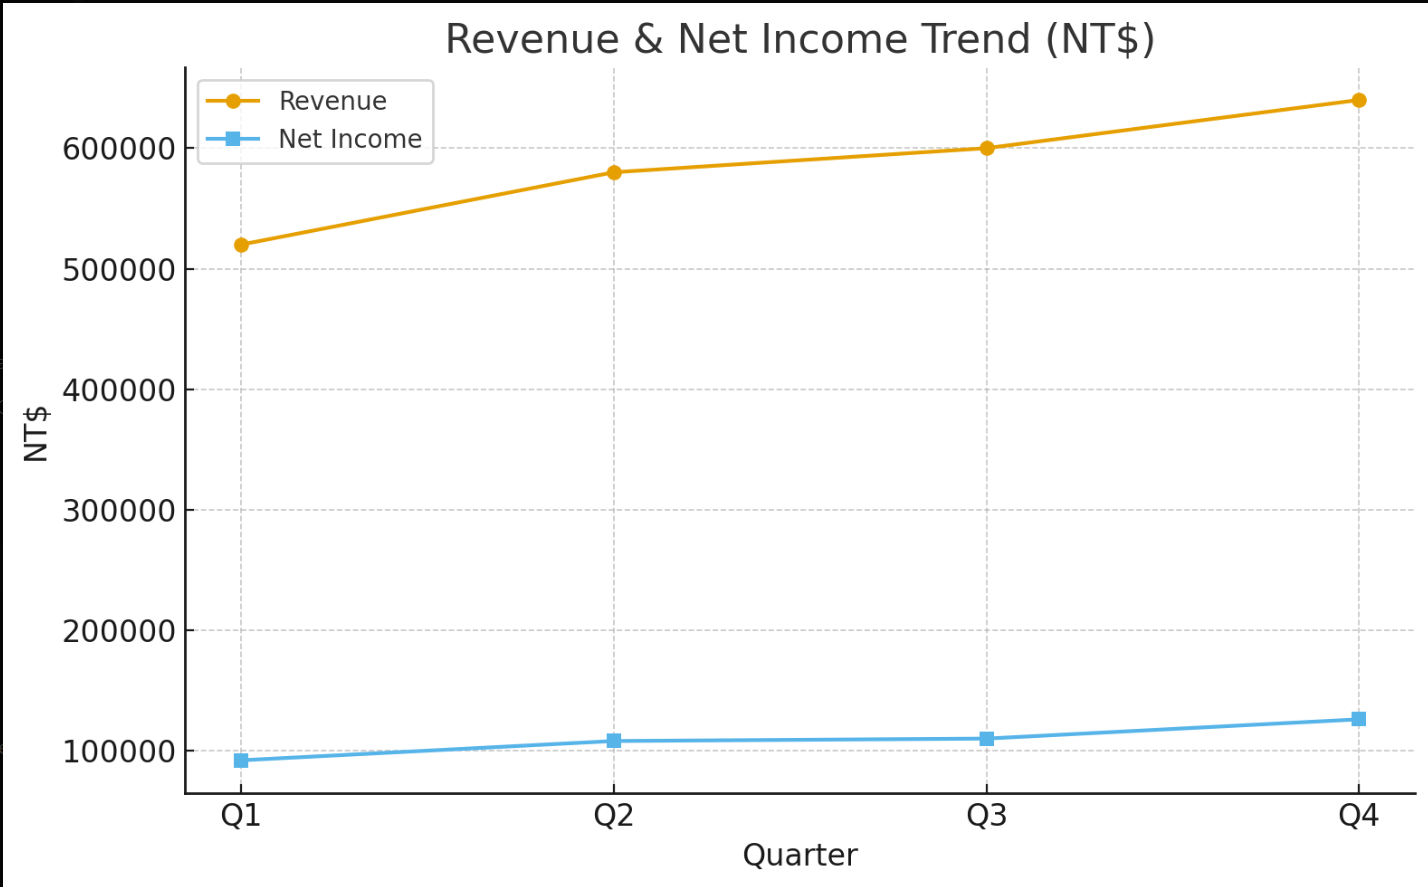 Revenue & Net Income Trend (NT$)
Revenue
Net Income
600000
500000
400000
300000
200000
100000
NT$
Q1
Q2
Q3
Q4
Quarter